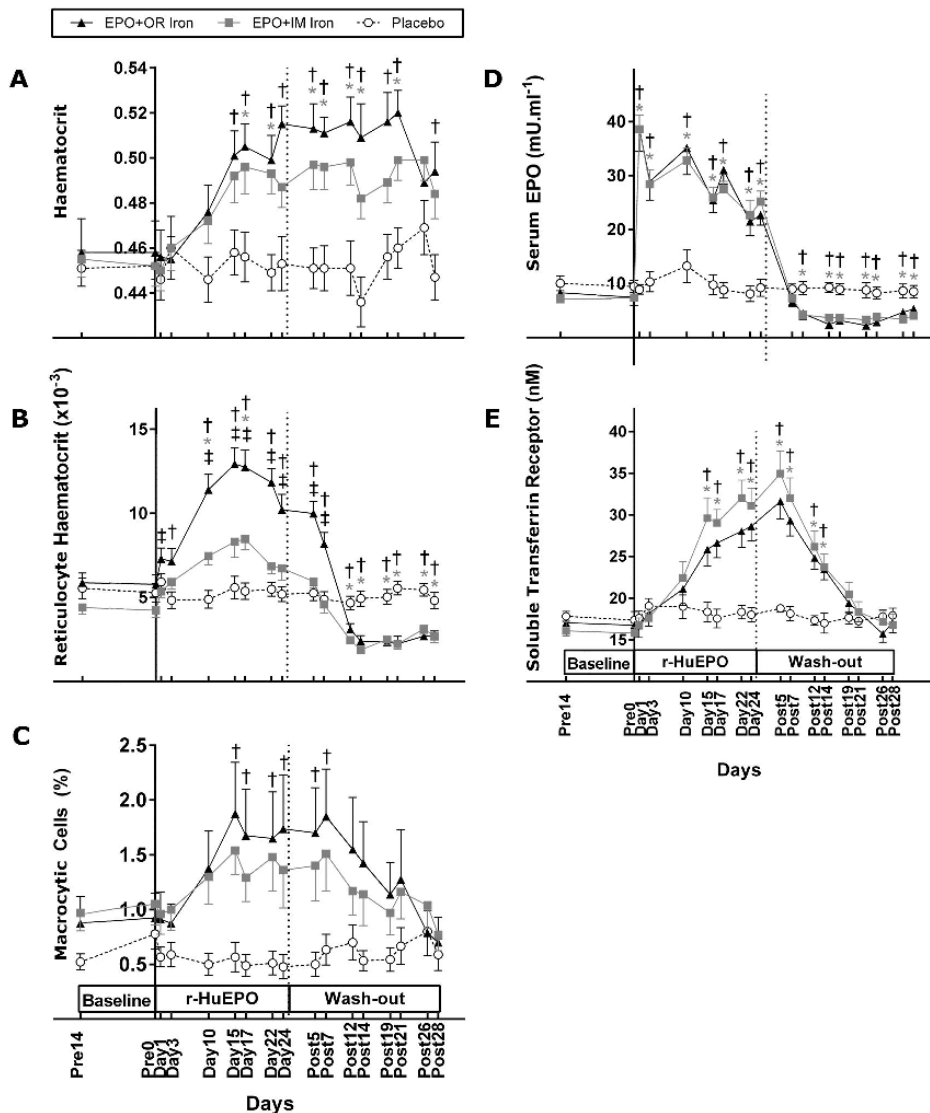 EPO+OR Iron EPO+IM Iron Placebo
A
Haematocrit
0.54
0.52
0.50
0.48
0.46
0.44
† † † † † † † † † † †
* * * * * * *
B
Reticulocyte Haematocrit (x10⁻³)
15
10
5
‡ † † * ‡ † ‡ † * ‡ † ‡ † ‡ † ‡ † ‡ † * † * † * † * † * † *
C
Macrocytic Cells (%)
2.5
2.0
1.5
1.0
0.5
† † † † † †
Baseline r-HuEPO Wash-out
Pre14 Pre0 Day1 Day3 Day10 Day15 Day17 Day22 Day24 Post5 Post7 Post12 Post14 Post19 Post21 Post26 Post28
Days
D
Serum EPO (mU.ml⁻¹)
40
30
20
10
† † † † † † † † † † † † † †
* * * * * * * * * * * * * *
E
Soluble Transferrin Receptor (nM)
40
35
30
25
20
15
† † † † † † † †
* * * * * * * *
Baseline r-HuEPO Wash-out
Pre14 Pre0 Day1 Day3 Day10 Day15 Day17 Day22 Day24 Post5 Post7 Post12 Post14 Post19 Post21 Post26 Post28
Days